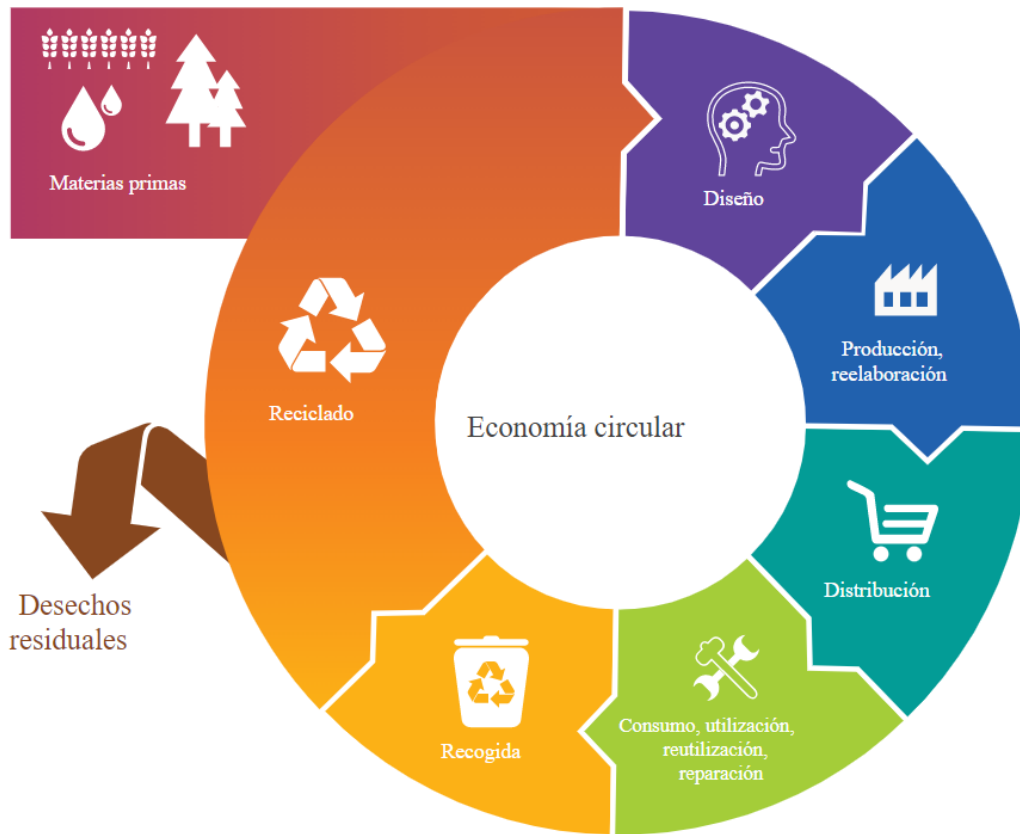 Materias primas
Diseño
Producción,
reelaboración
Reciclado
Economía circular
Distribución
Desechos
residuales
Consumo, utilización,
reutilización,
reparación
Recogida